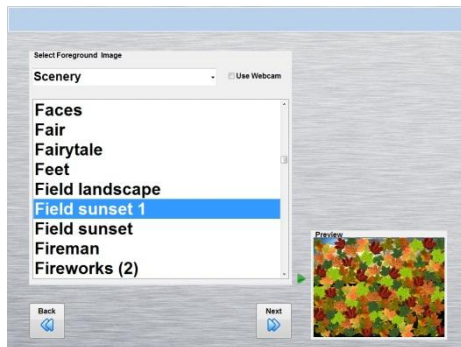 Select Foreground Image
Scenery
Use Webcam
Faces
Fair
Fairytale
Feet
Field landscape
Field sunset 1
Field sunset
Fireman
Fireworks (2)
Preview
Back
Next